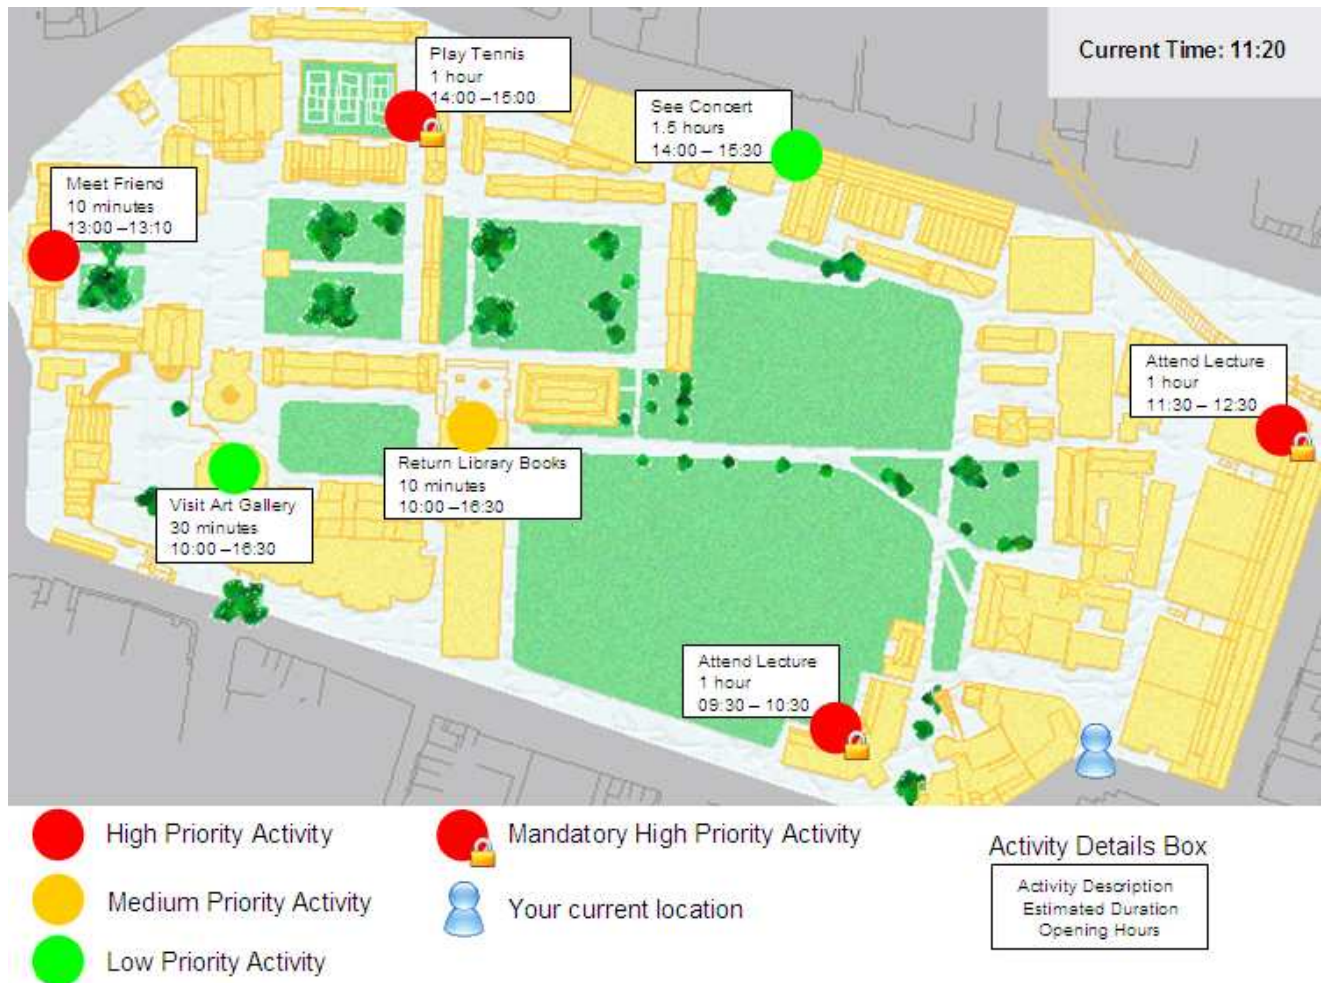 Current Time: 11:20
Play Tennis
1 hour
14:00 –15:00
See Concert
1.5 hours
14:00 – 15:30
Meet Friend
10 minutes
13:00 –13:10
Attend Lecture
1 hour
11:30 – 12:30
Return Library Books
10 minutes
10:00 –16:30
Visit Art Gallery
30 minutes
10:00 –16:30
Attend Lecture
1 hour
09:30 – 10:30
High Priority Activity
Mandatory High Priority Activity
Medium Priority Activity
Your current location
Low Priority Activity
Activity Details Box
Activity Description
Estimated Duration
Opening Hours